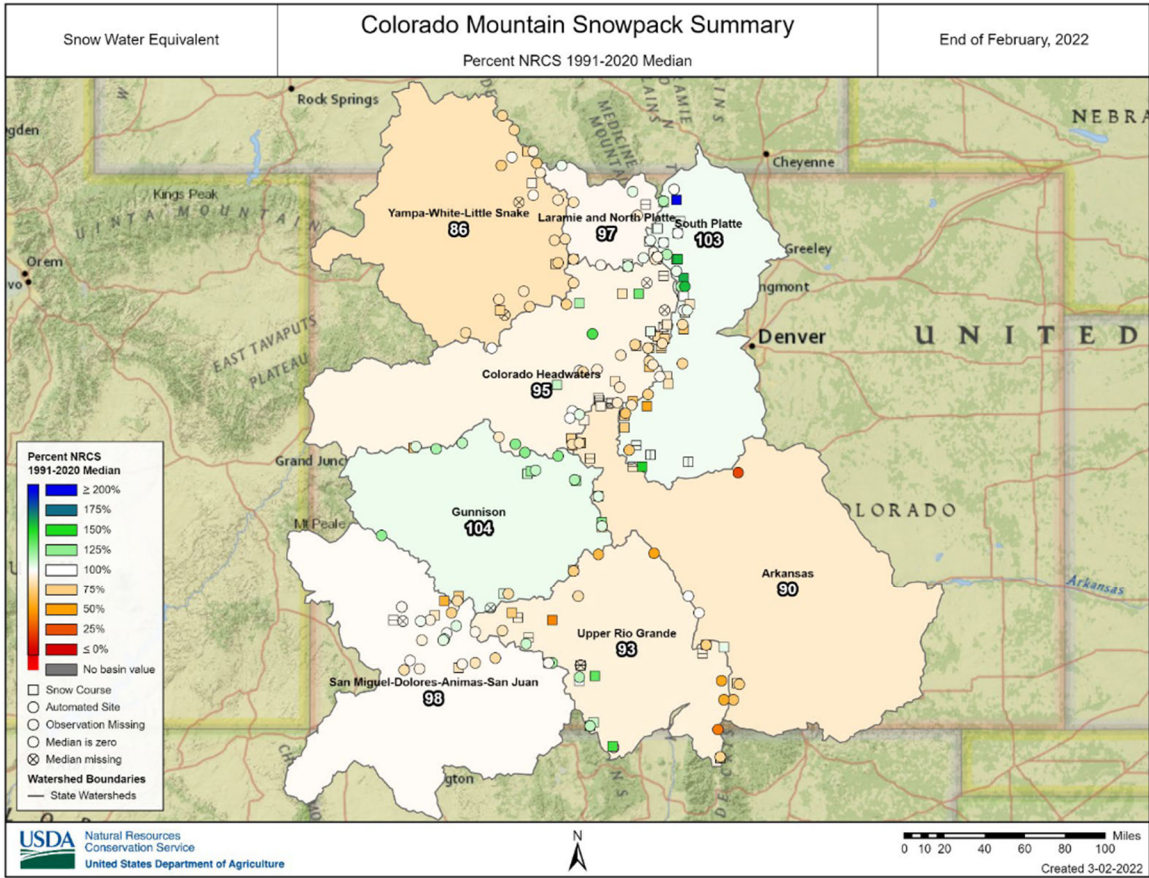 Snow Water Equivalent
Colorado Mountain Snowpack Summary
Percent NRCS 1991-2020 Median
End of February, 2022
Rock Springs
MEDICINE
NEBRA
Cheyenne
Kings Peak
UINTA MOUNTAIN
Yampa-White-Little Snake
86
Laramie and North Platte
97
South Platte
103
Greeley
Orem
ngmont
EAST TAVAPUTS
PLATEAU
Denver
UNITED
Colorado Headwaters
95
Grand Junc
Gunnison
104
Mt Peale
OLORADO
Arkansas
90
Arkansas
Upper Rio Grande
93
San Miguel-Dolores-Animas-San Juan
98
gton
Percent NRCS
1991-2020 Median
≥ 200%
175%
150%
125%
100%
75%
50%
25%
≤ 0%
No basin value
Snow Course
Automated Site
Observation Missing
Median is zero
Median missing
Watershed Boundaries
State Watersheds
USDA
Natural Resources
Conservation Service
United States Department of Agriculture
N
Miles
0 10 20 40 60 80 100
Created 3-02-2022